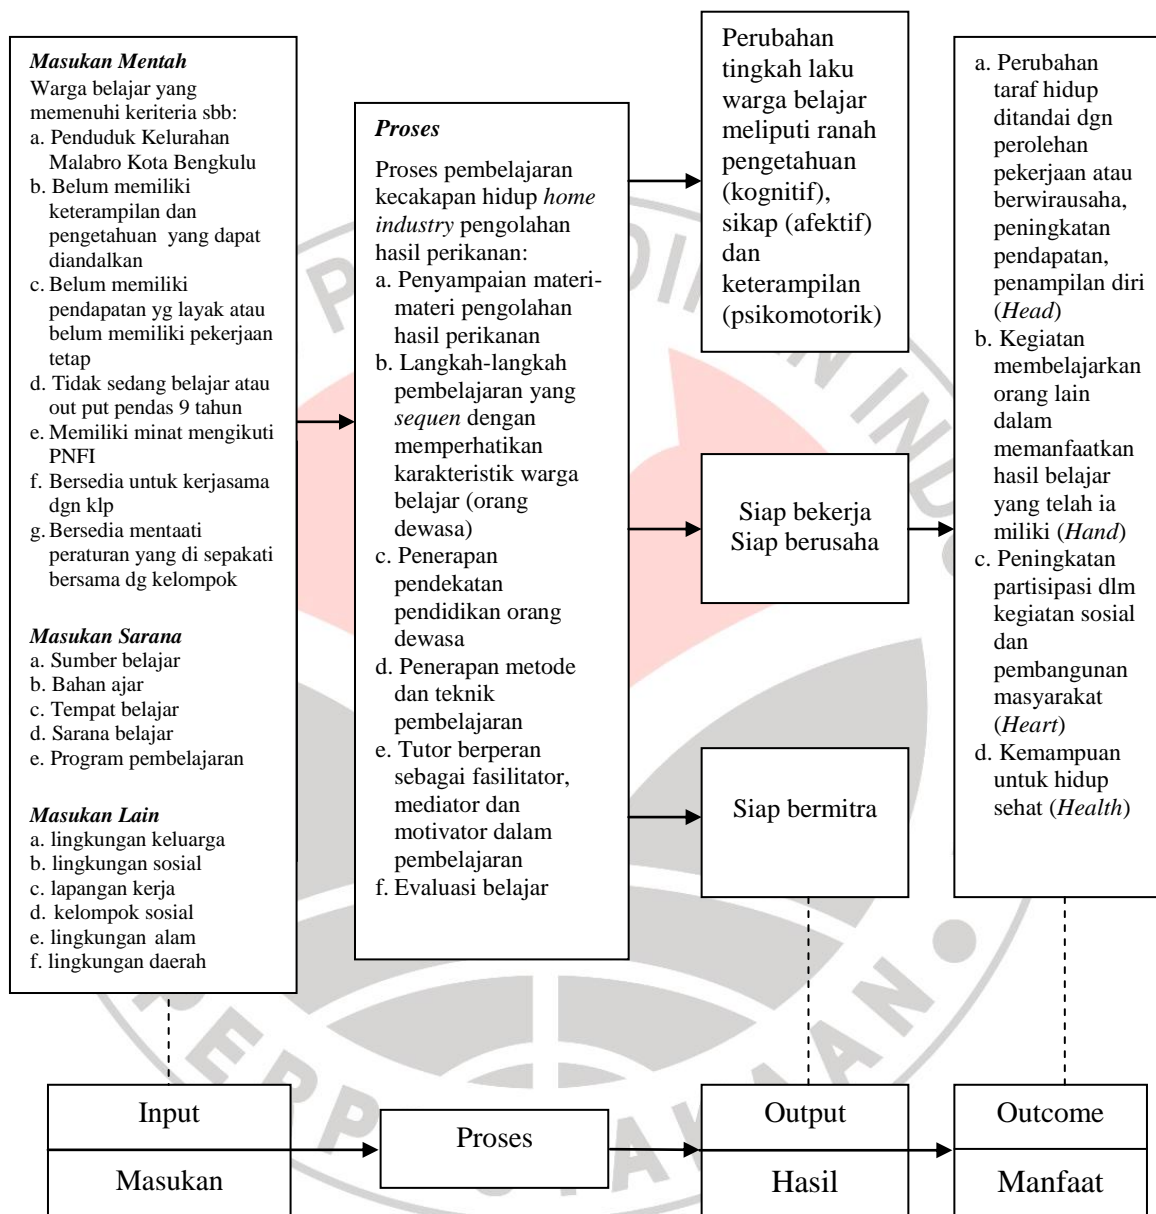 Masukan Mentah
Warga belajar yang
memenuhi keriteria sbb:
a. Penduduk Kelurahan
Malabro Kota Bengkulu
b. Belum memiliki
keterampilan dan
pengetahuan yang dapat
diandalkan
c. Belum memiliki
pendapatan yg layak atau
belum memiliki pekerjaan
tetap
d. Tidak sedang belajar atau
out put pendas 9 tahun
e. Memiliki minat mengikuti
PNFI
f. Bersedia untuk kerjasama
dgn klp
g. Bersedia mentaati
peraturan yang di sepakati
bersama dg kelompok
Masukan Sarana
a. Sumber belajar
b. Bahan ajar
c. Tempat belajar
d. Sarana belajar
e. Program pembelajaran
Masukan Lain
a. lingkungan keluarga
b. lingkungan sosial
c. lapangan kerja
d. kelompok sosial
e. lingkungan alam
f. lingkungan daerah
Proses
Proses pembelajaran
kecakapan hidup home
industry pengolahan
hasil perikanan:
a. Penyampaian materi-
materi pengolahan
hasil perikanan
b. Langkah-langkah
pembelajaran yang
sequen dengan
memperhatikan
karakteristik warga
belajar (orang
dewasa)
c. Penerapan
pendekatan
pendidikan orang
dewasa
d. Penerapan metode
dan teknik
pembelajaran
e. Tutor berperan
sebagai fasilitator,
mediator dan
motivator dalam
pembelajaran
f. Evaluasi belajar
Perubahan
tingkah laku
warga belajar
meliputi ranah
pengetahuan
(kognitif),
sikap (afektif)
dan
keterampilan
(psikomotorik)
Siap bekerja
Siap berusaha
Siap bermitra
a. Perubahan
taraf hidup
ditandai dgn
perolehan
pekerjaan atau
berwirausaha,
peningkatan
pendapatan,
penampilan diri
(Head)
b. Kegiatan
membelajarkan
orang lain
dalam
memanfaatkan
hasil belajar
yang telah ia
miliki (Hand)
c. Peningkatan
partisipasi dlm
kegiatan sosial
dan
pembangunan
masyarakat
(Heart)
d. Kemampuan
untuk hidup
sehat (Health)
Input
Masukan
Proses
Output
Hasil
Outcome
Manfaat